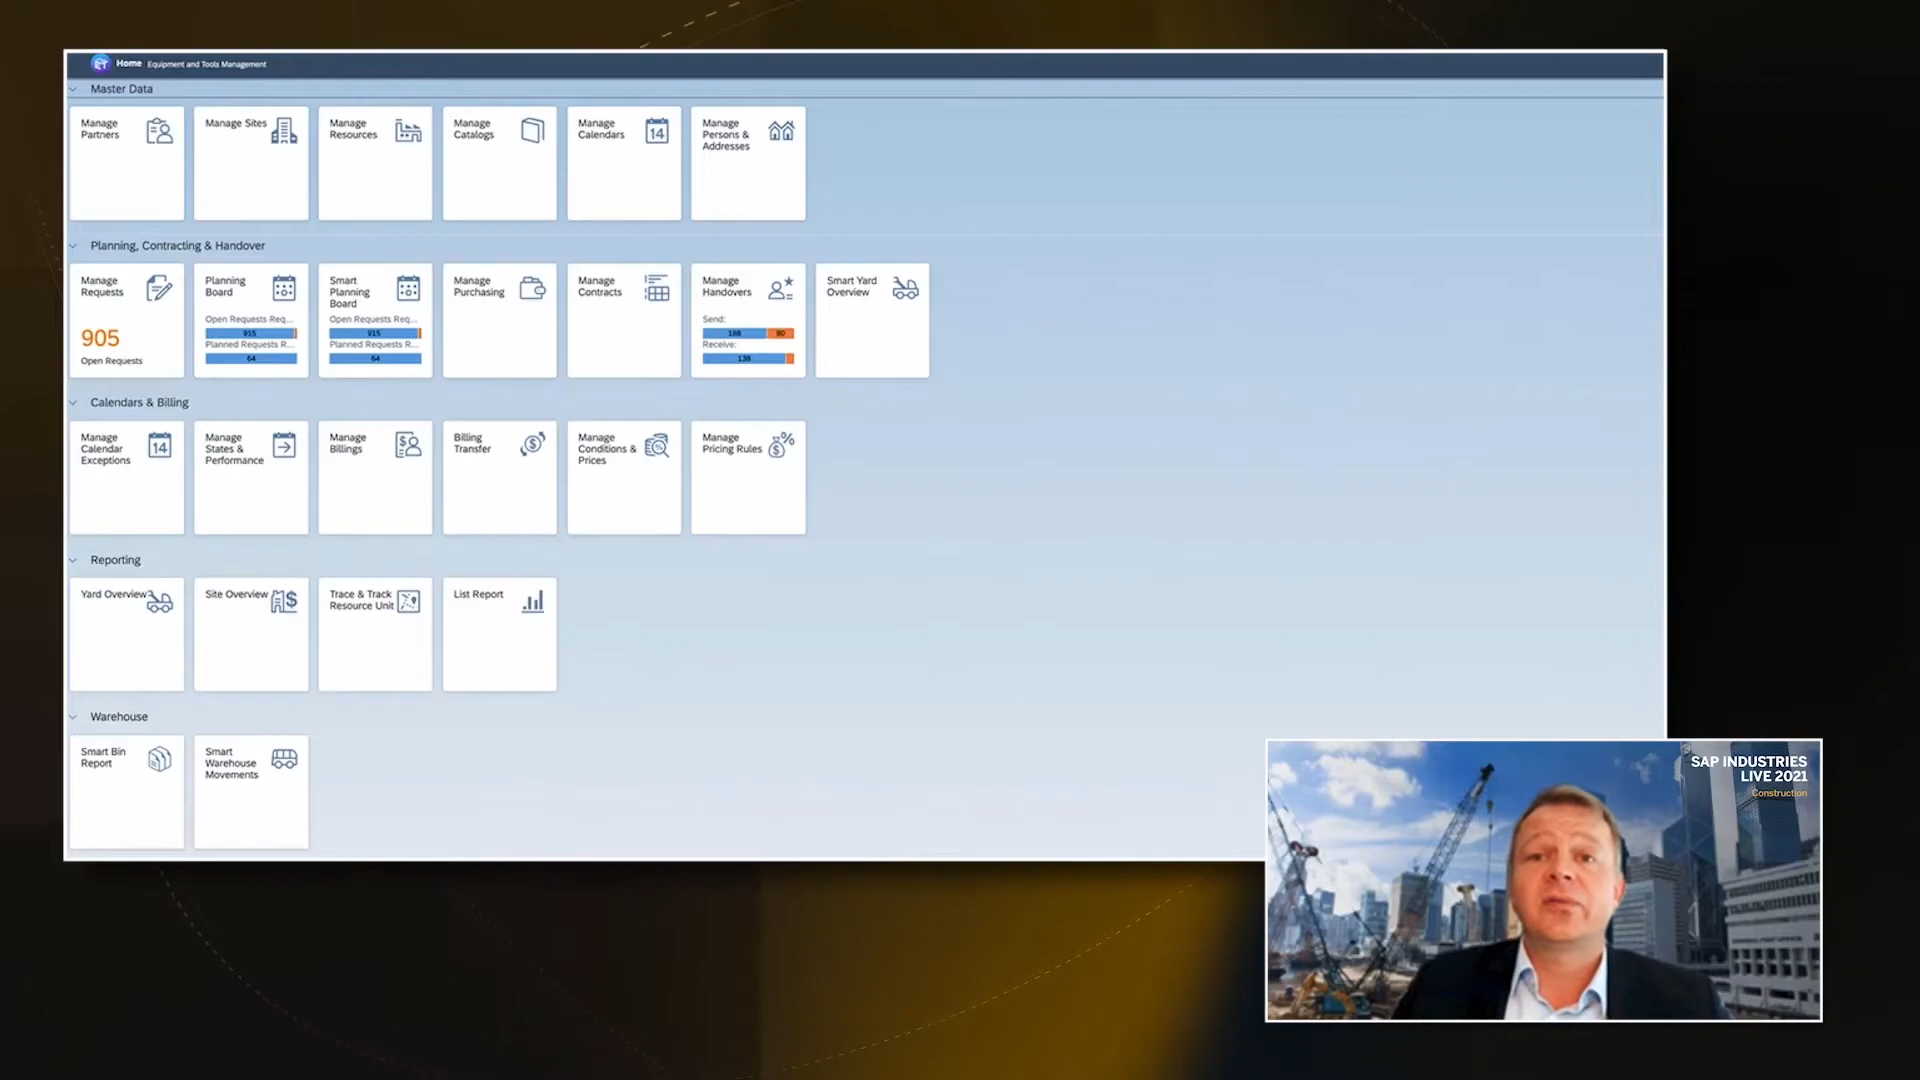 Home Equipment and Tools Management
Master Data
Manage
Partners
Manage Sites
Manage
Resources
Manage
Catalogs
Manage
Calendars
14
Manage
Persons &
Addresses
Planning, Contracting & Handover
Manage
Requests
905
Open Requests
Planning
Board
Open Requests Req...
915
Planned Requests R...
64
Smart
Planning
Board
Open Requests Req...
915
Planned Requests R...
64
Manage
Purchasing
Manage
Contracts
Manage
Handovers
Send:
188 80
Receive:
138
Smart Yard
Overview
Calendars & Billing
Manage
Calendar
Exceptions
14
Manage
States &
Performance
Manage
Billings
Billing
Transfer
Manage
Conditions &
Prices
Manage
Pricing Rules
Reporting
Yard Overview
Site Overview
Trace & Track
Resource Unit
List Report
Warehouse
Smart Bin
Report
Smart
Warehouse
Movements
SAP INDUSTRIES
LIVE 2021
Construction